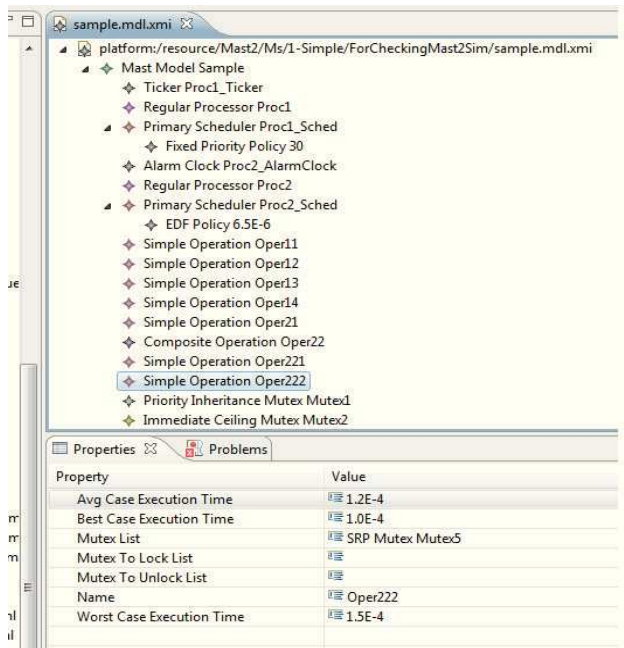 sample.mdl.xmi
platform:/resource/Mast2/Ms/1-Simple/ForCheckingMast2Sim/sample.mdl.xmi
Mast Model Sample
Ticker Proc1_Ticker
Regular Processor Proc1
Primary Scheduler Proc1_Sched
Fixed Priority Policy 30
Alarm Clock Proc2_AlarmClock
Regular Processor Proc2
Primary Scheduler Proc2_Sched
EDF Policy 6.5E-6
Simple Operation Oper11
Simple Operation Oper12
Simple Operation Oper13
Simple Operation Oper14
Simple Operation Oper21
Composite Operation Oper22
Simple Operation Oper221
Simple Operation Oper222
Priority Inheritance Mutex Mutex1
Immediate Ceiling Mutex Mutex2
Properties Problems
Property Value
Avg Case Execution Time 1.2E-4
Best Case Execution Time 1.0E-4
Mutex List SRP Mutex Mutex5
Mutex To Lock List
Mutex To Unlock List
Name Oper222
Worst Case Execution Time 1.5E-4